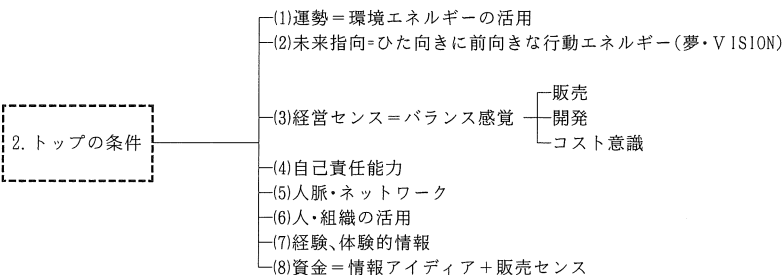 (1)運勢＝環境エネルギーの活用
(2)未来指向=ひた向きに前向きな行動エネルギー(夢・VISION)
販売
(3)経営センス＝バランス感覚
開発
2.トップの条件
コスト意識
(4)自己責任能力
(5)人脈・ネットワーク
(6)人・組織の活用
(7)経験、体験的情報
(8)資金＝情報アイディア＋販売センス